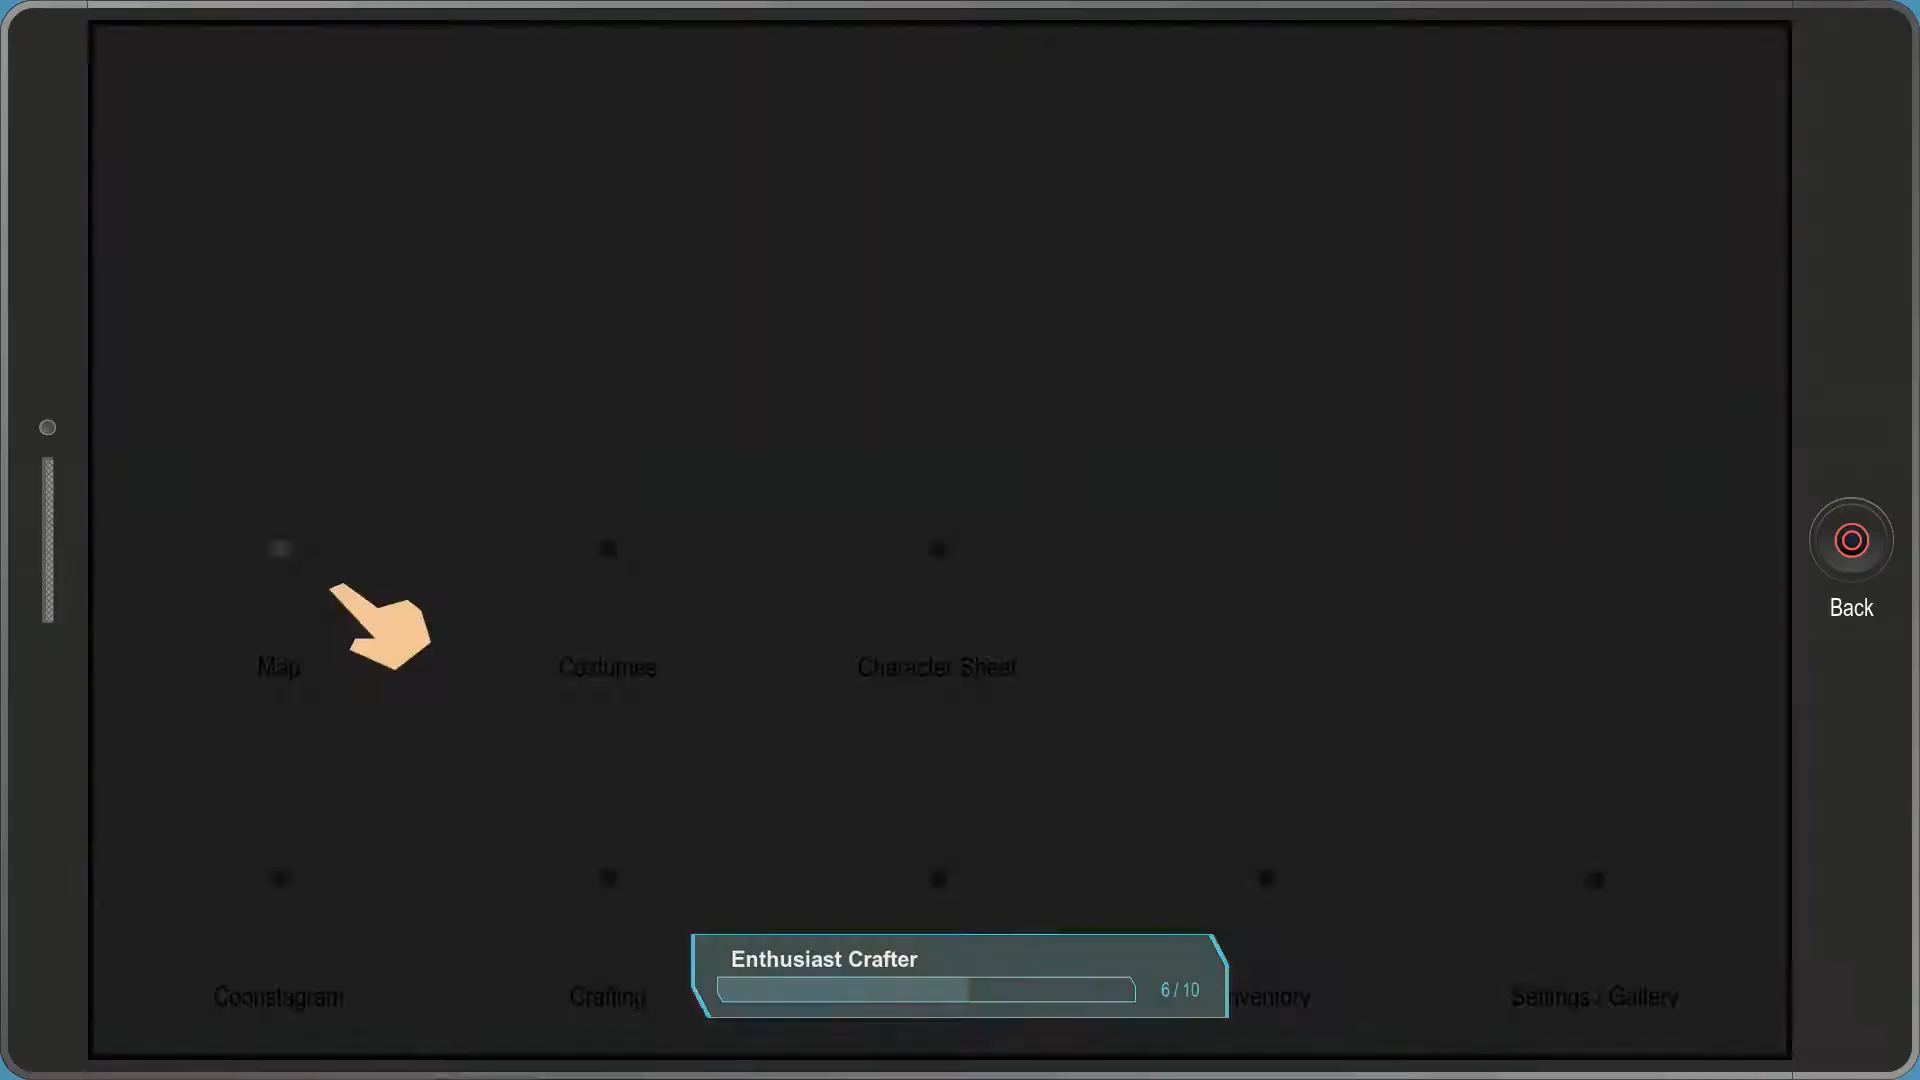 Back
Map
Costumes
Character Sheet
Enthusiast Crafter
6 / 10
Coonstagram
Crafting
Settings / Gallery